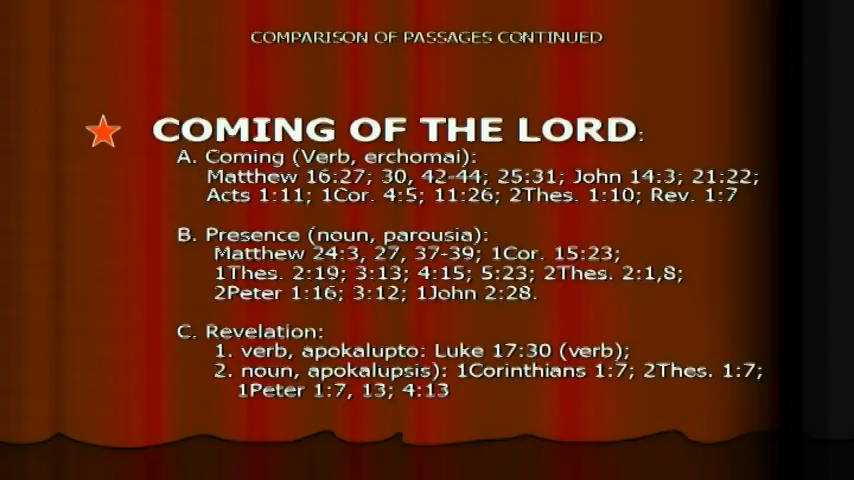 COMPARISON OF PASSAGES CONTINUED
COMING OF THE LORD:
A. Coming (Verb, erchomai):
Matthew 16:27; 30, 42-44; 25:31; John 14:3; 21:22;
Acts 1:11; 1Cor. 4:5; 11:26; 2Thes. 1:10; Rev. 1:7
B. Presence (noun, parousia):
Matthew 24:3, 27, 37-39; 1Cor. 15:23;
1Thes. 2:19; 3:13; 4:15; 5:23; 2Thes. 2:1,8;
2Peter 1:16; 3:12; 1John 2:28.
C. Revelation:
1. verb, apokalupto: Luke 17:30 (verb);
2. noun, apokalupsis): 1Corinthians 1:7; 2Thes. 1:7;
1Peter 1:7, 13; 4:13